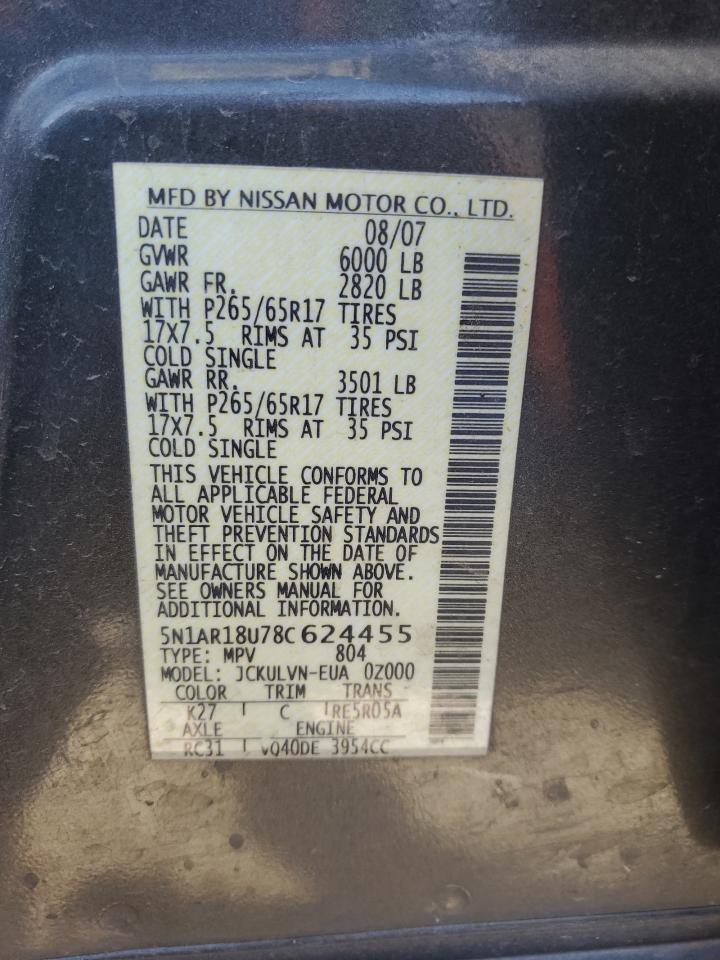 MFD BY NISSAN MOTOR CO., LTD.
DATE 08/07
GVWR 6000 LB
GAWR FR. 2820 LB
WITH P265/65R17 TIRES
17X7.5 RIMS AT 35 PSI
COLD SINGLE
GAWR RR. 3501 LB
WITH P265/65R17 TIRES
17X7.5 RIMS AT 35 PSI
COLD SINGLE
THIS VEHICLE CONFORMS TO
ALL APPLICABLE FEDERAL
MOTOR VEHICLE SAFETY AND
THEFT PREVENTION STANDARDS
IN EFFECT ON THE DATE OF
MANUFACTURE SHOWN ABOVE.
SEE OWNERS MANUAL FOR
ADDITIONAL INFORMATION.
5N1AR18U78C624455
TYPE: MPV 804
MODEL: JCKULVN-EUA 0Z000
COLOR TRIM TRANS
K27 C RE5R05A
AXLE ENGINE
RC31 VQ40DE 3954CC